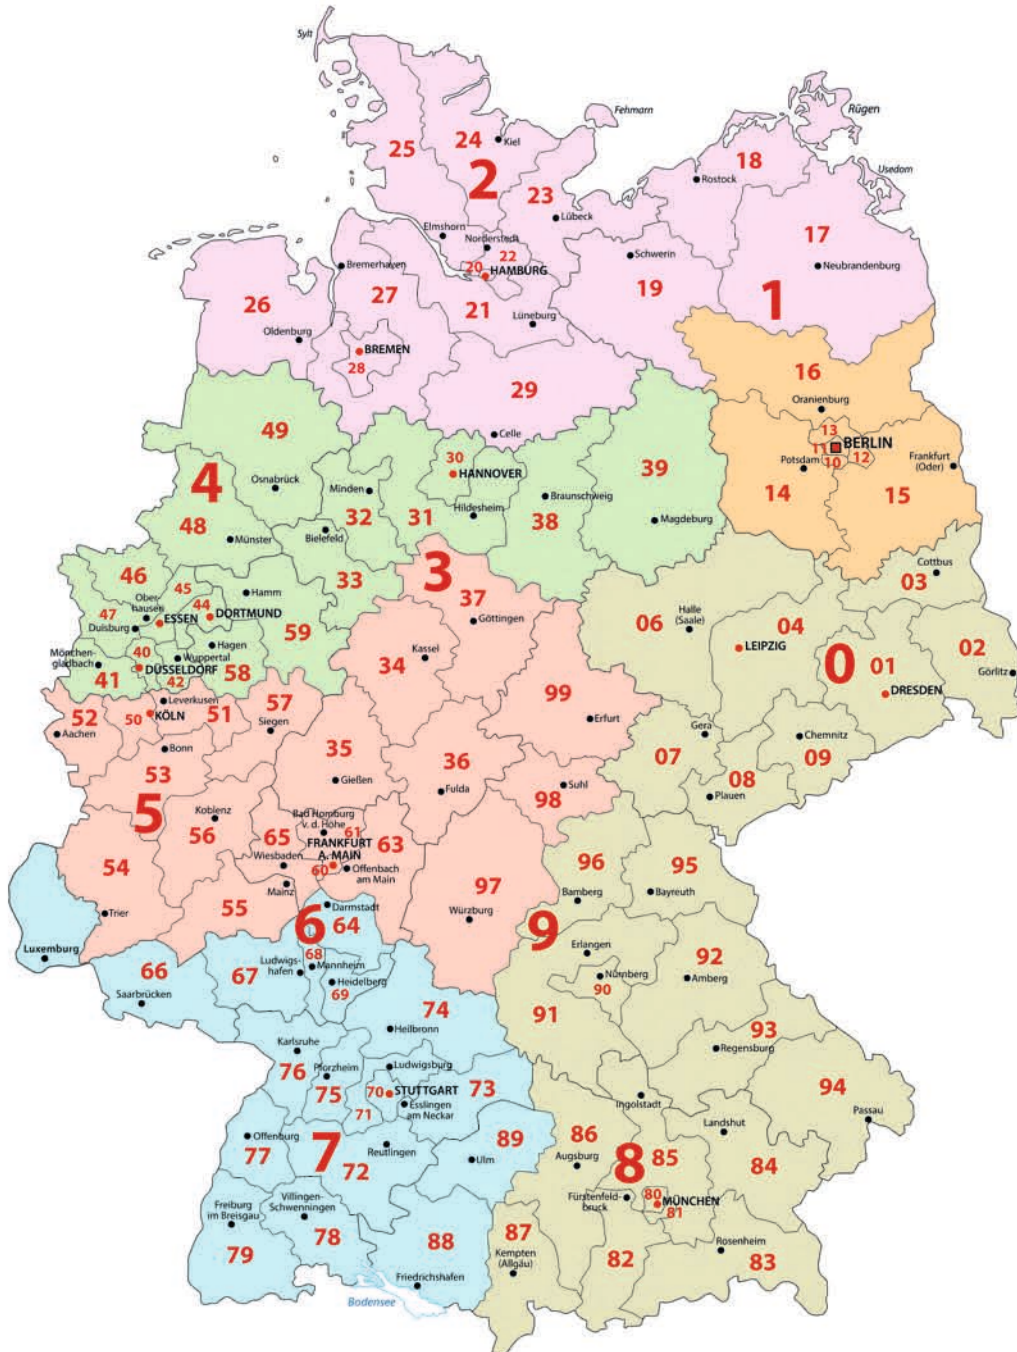 Sylt
Fehmarn
Rügen
24
25
Kiel
18
2
Rostock
Usedom
23
Lübeck
Elmshorn
Norderstedt
17
22
Schwerin
20
HAMBURG
Bremerhaven
Neubrandenburg
26
27
19
1
21
Lüneburg
Oldenburg
BREMEN
28
16
29
Oranienburg
49
13
Celle
BERLIN
11
30
12
10
HANNOVER
39
Potsdam
Frankfurt
(Oder)
4
Osnabrück
Minden
Braunschweig
14
15
32
31
Hildesheim
48
38
Magdeburg
Münster
Bielefeld
33
3
46
Cottbus
03
45
Hamm
37
Ober-
hausen
44
47
DORTMUND
ESSEN
Göttingen
06
Halle
(Saale)
04
Duisburg
59
40
Hagen
LEIPZIG
02
Mönchen-
gladbach
Wuppertal
34
Kassel
0
01
DÜSSELDORF
Görlitz
41
42
58
DRESDEN
Leverkusen
57
99
52
50
KÖLN
51
Erfurt
Siegen
Aachen
Gera
Chemnitz
Bonn
35
36
07
09
53
Gießen
08
Suhl
Fulda
Plauen
98
5
Koblenz
Bad Homburg
v. d. Höhe
56
65
61
63
FRANKFURT
A. MAIN
96
95
54
Wiesbaden
60
Offenbach
am Main
97
Mainz
Bamberg
Bayreuth
55
Darmstadt
Trier
6
64
Würzburg
9
Luxemburg
68
Erlangen
92
66
67
Ludwigs-
hafen
Mannheim
Nürnberg
Amberg
Heidelberg
90
Saarbrücken
69
74
91
93
Heilbronn
Karlsruhe
Regensburg
76
Pforzheim
Ludwigsburg
94
75
70
STUTTGART
73
Ingolstadt
71
Esslingen
am Neckar
Passau
Landshut
Offenburg
7
89
86
77
72
Reutlingen
Ulm
Augsburg
8
85
84
80
Villingen-
Schwenningen
Fürstenfeld-
bruck
MÜNCHEN
Freiburg
im Breisgau
81
87
78
88
Rosenheim
Kempten
(Allgäu)
82
83
79
Friedrichshafen
Bodensee